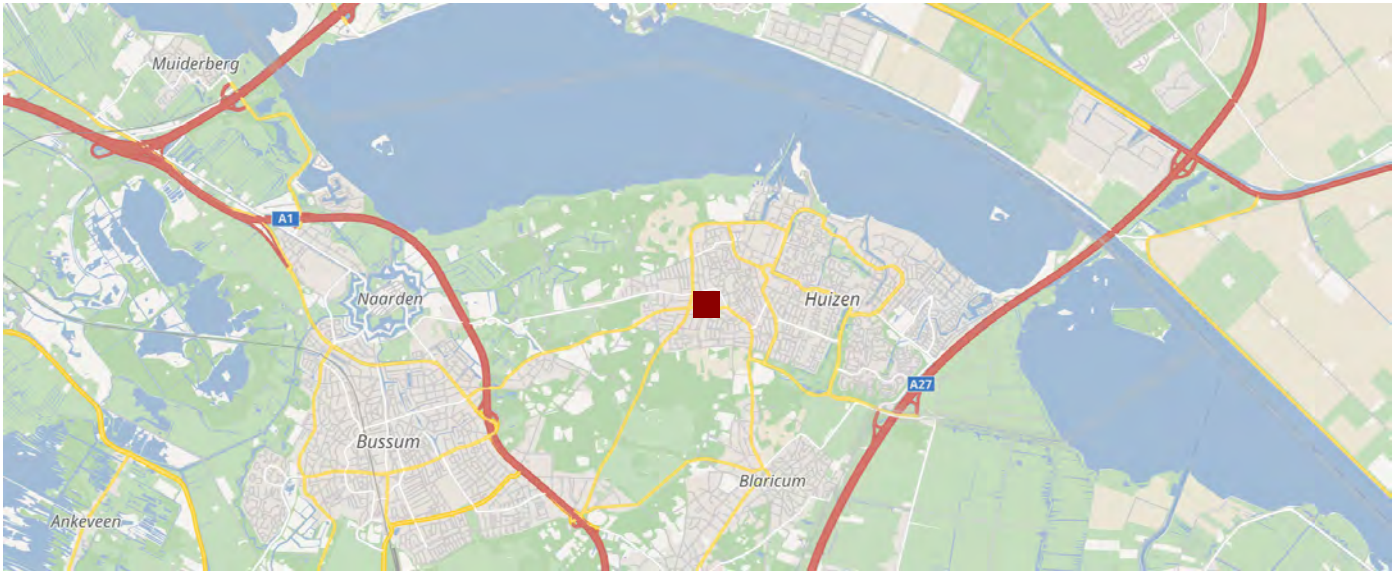 Muiderberg
A1
Naarden
Huizen
A27
Bussum
Blaricum
Ankeveen